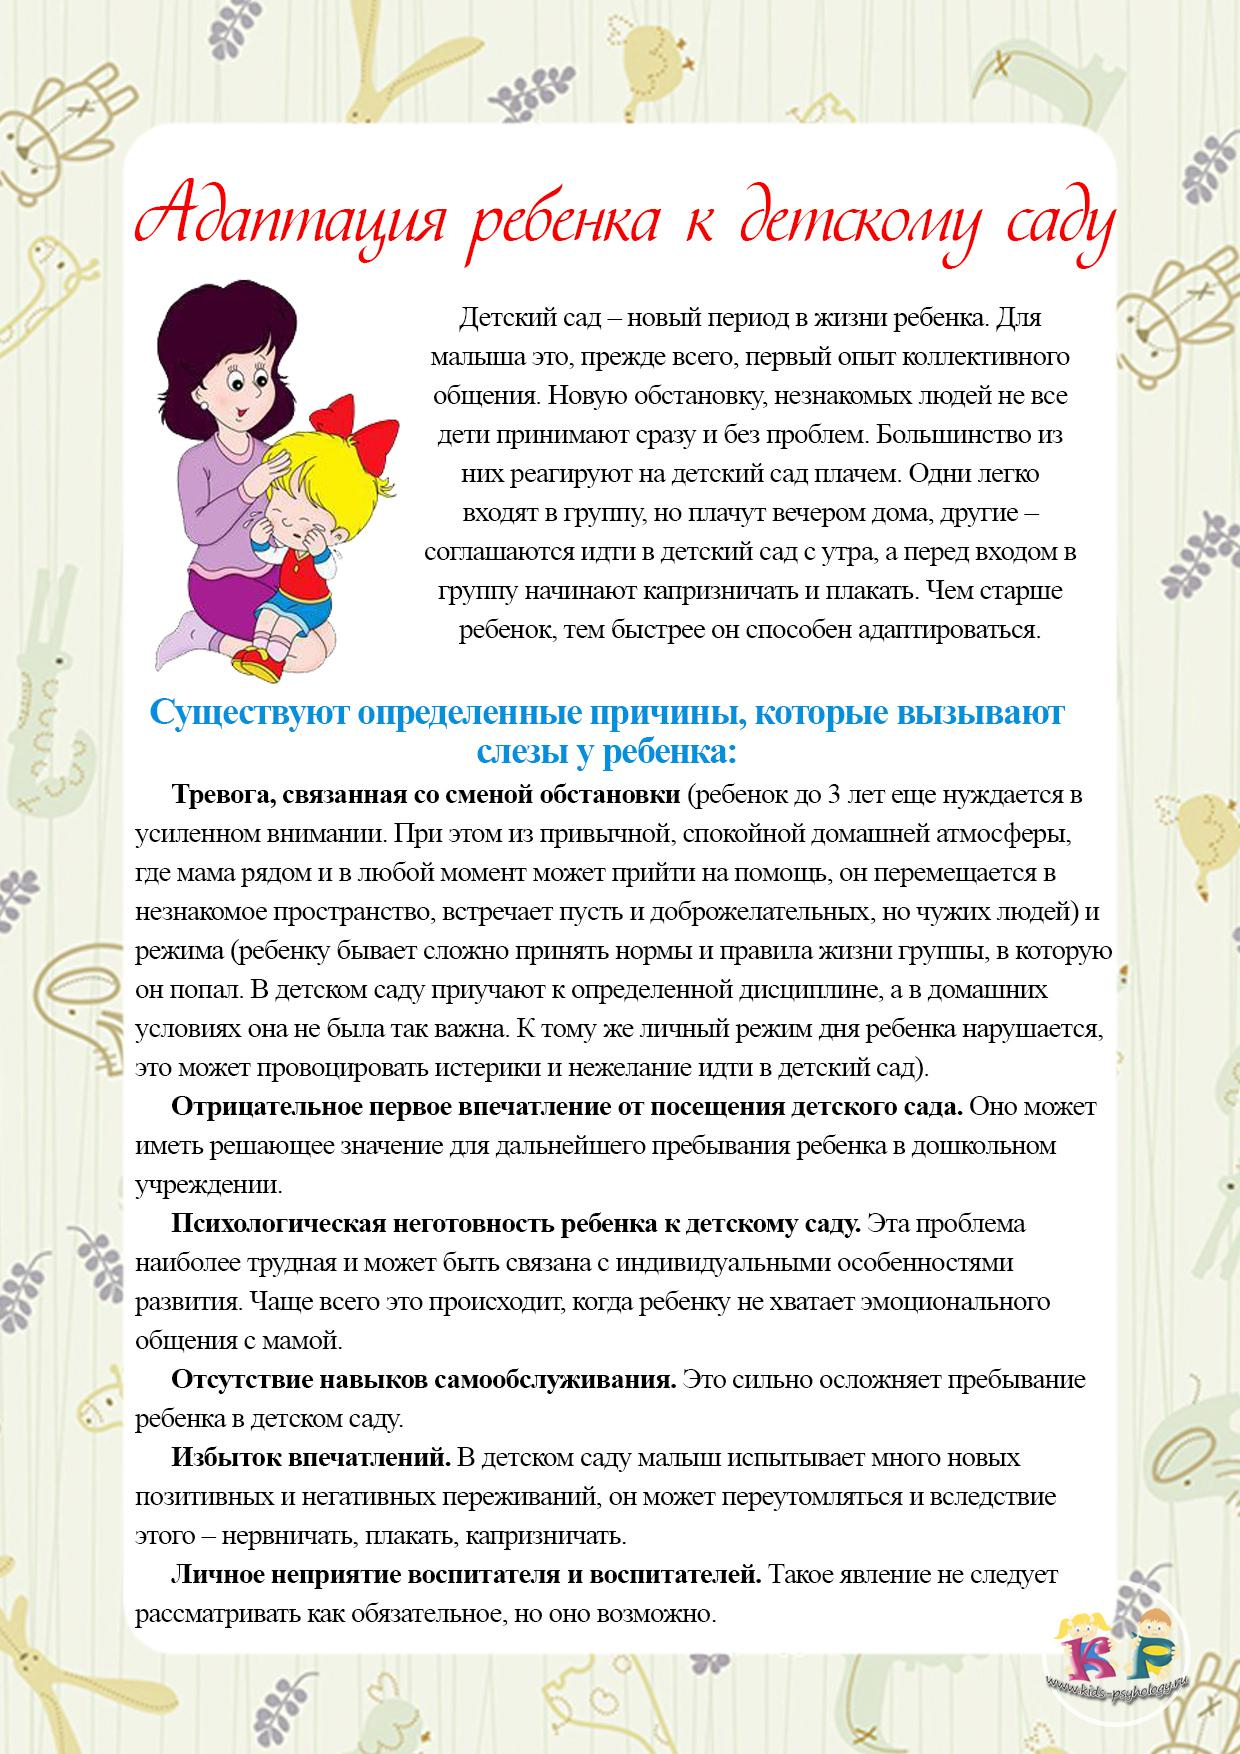 Адаптация ребенка к детскому саду
Детский сад – новый период в жизни ребенка. Для
малыша это, прежде всего, первый опыт коллективного
общения. Новую обстановку, незнакомых людей не все
дети принимают сразу и без проблем. Большинство из
них реагируют на детский сад плачем. Одни легко
входят в группу, но плачут вечером дома, другие –
соглашаются идти в детский сад с утра, а перед входом в
группу начинают капризничать и плакать. Чем старше
ребенок, тем быстрее он способен адаптироваться.
Существуют определенные причины, которые вызывают
слезы у ребенка:
Тревога, связанная со сменой обстановки (ребенок до 3 лет еще нуждается в
усиленном внимании. При этом из привычной, спокойной домашней атмосферы,
где мама рядом и в любой момент может прийти на помощь, он перемещается в
незнакомое пространство, встречает пусть и доброжелательных, но чужих людей) и
режима (ребенку бывает сложно принять нормы и правила жизни группы, в которую
он попал. В детском саду приучают к определенной дисциплине, а в домашних
условиях она не была так важна. К тому же личный режим дня ребенка нарушается,
это может провоцировать истерики и нежелание идти в детский сад).
Отрицательное первое впечатление от посещения детского сада. Оно может
иметь решающее значение для дальнейшего пребывания ребенка в дошкольном
учреждении.
Психологическая неготовность ребенка к детскому саду. Эта проблема
наиболее трудная и может быть связана с индивидуальными особенностями
развития. Чаще всего это происходит, когда ребенку не хватает эмоционального
общения с мамой.
Отсутствие навыков самообслуживания. Это сильно осложняет пребывание
ребенка в детском саду.
Избыток впечатлений. В детском саду малыш испытывает много новых
позитивных и негативных переживаний, он может переутомляться и вследствие
этого – нервничать, плакать, капризничать.
Личное неприятие воспитателя и воспитателей. Такое явление не следует
рассматривать как обязательное, но оно возможно.
K P
www.kids-psyhology.ru